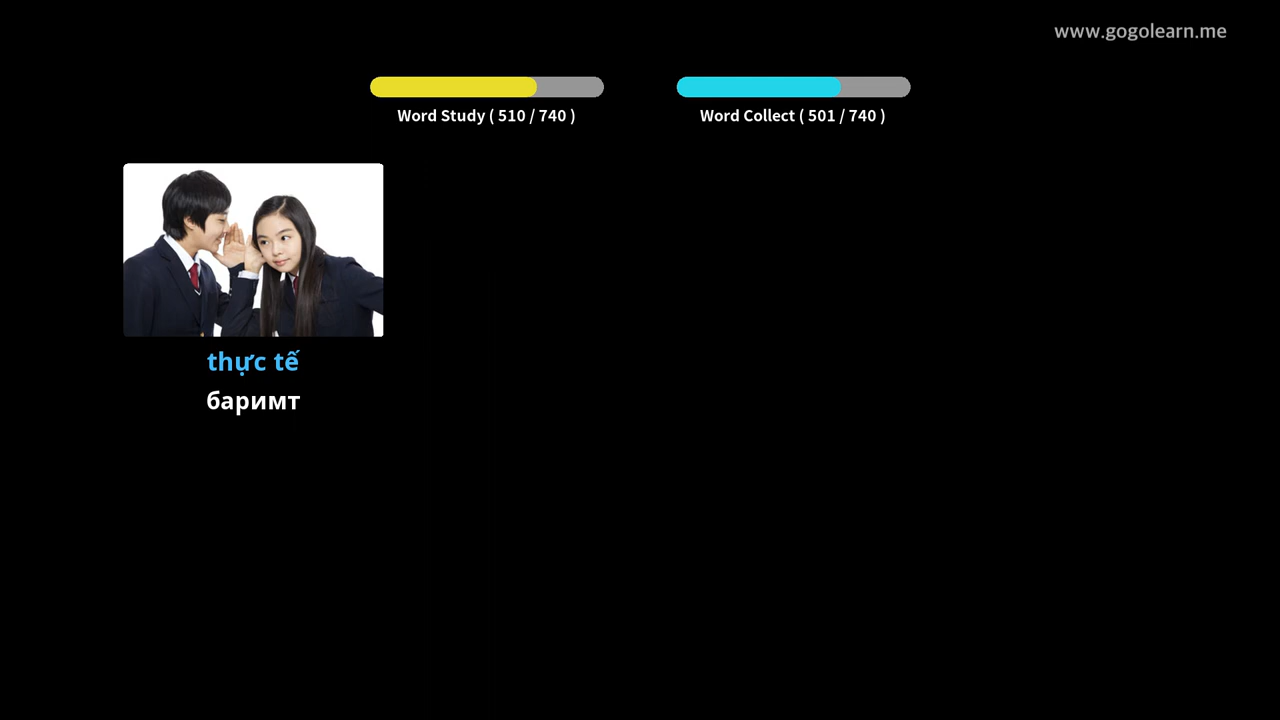 www.gogolearn.me
Word Study ( 510 / 740 )
Word Collect ( 501 / 740 )
thực tế
баримт